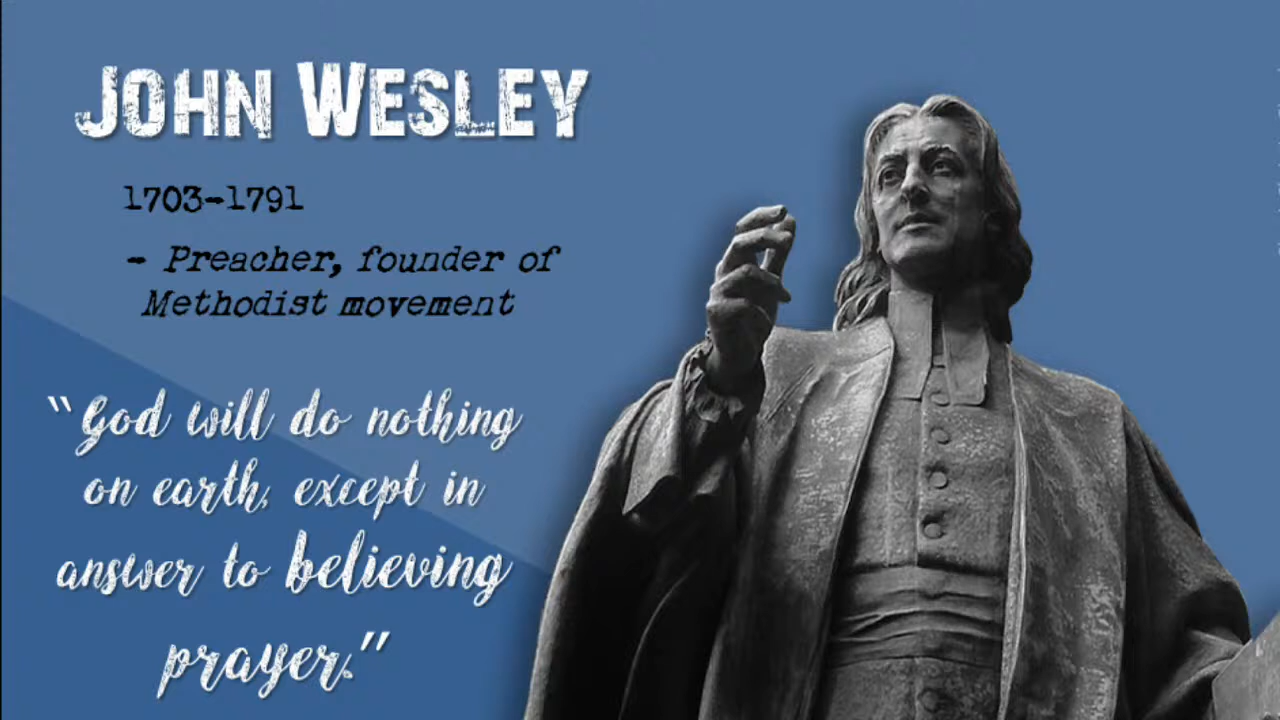 JOHN WESLEY
1703-1791
- Preacher, founder of
Methodist movement
"God will do nothing
on earth, except in
answer to believing
prayer."